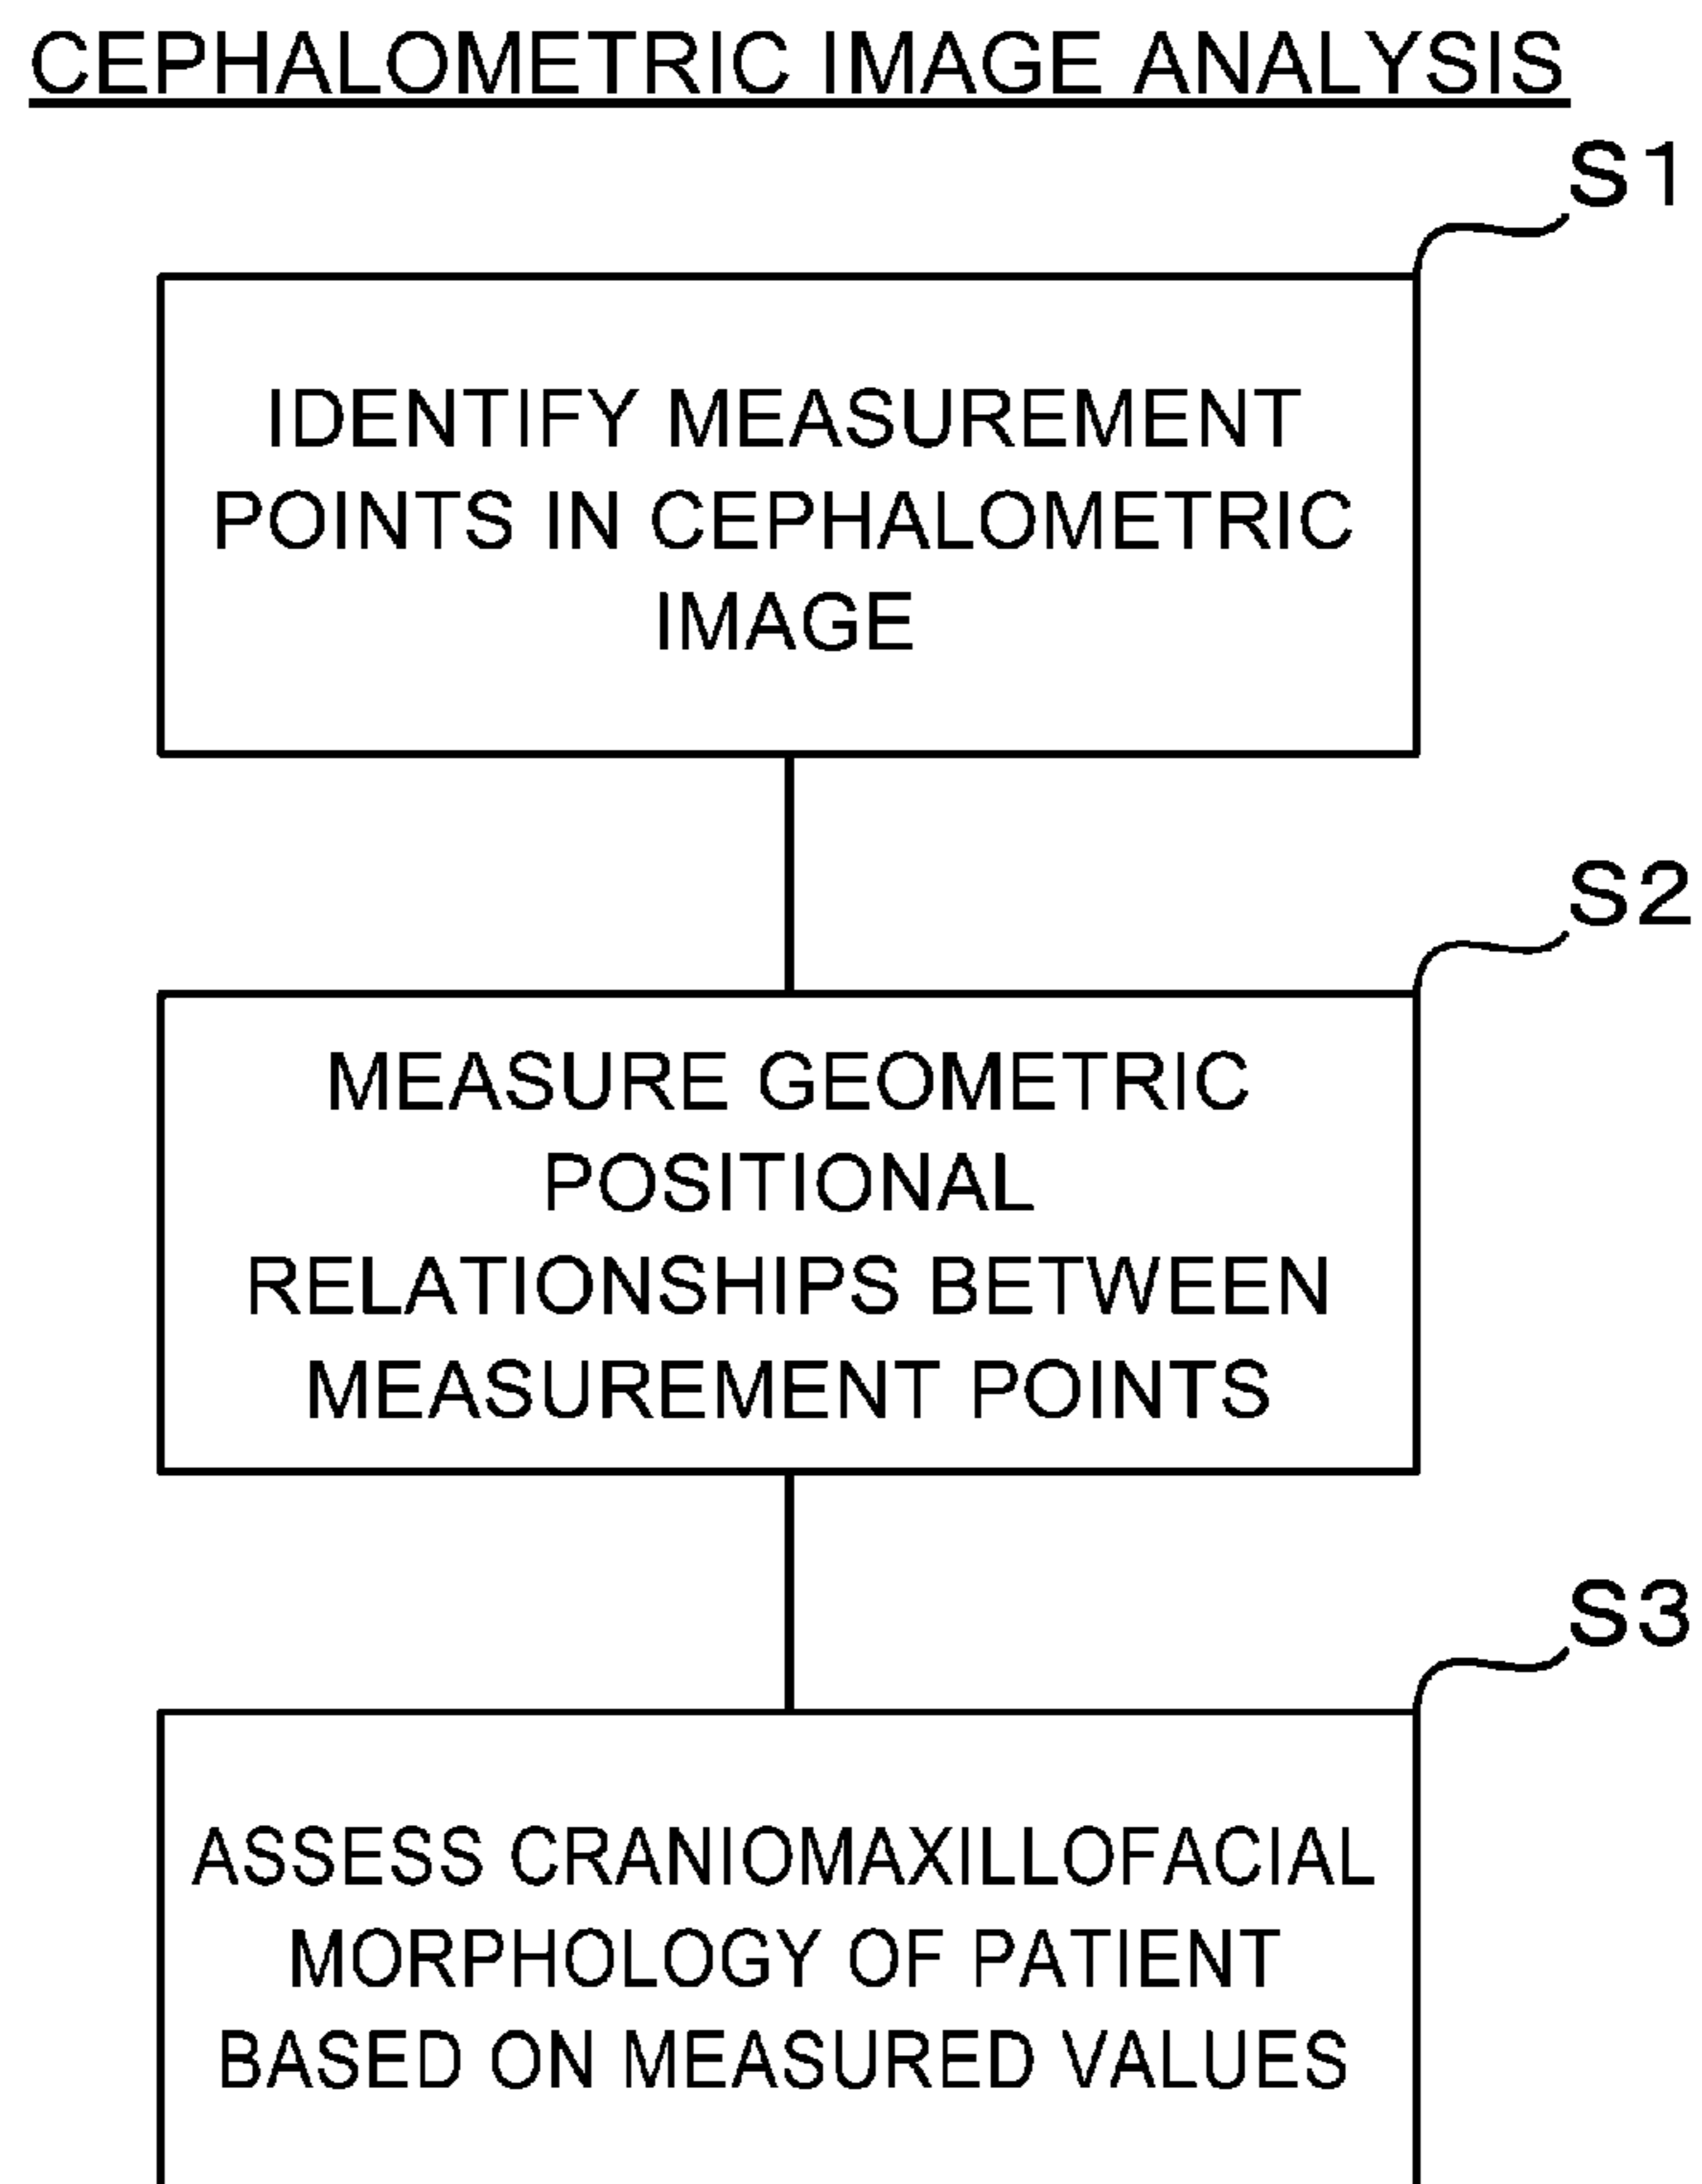 CEPHALOMETRIC IMAGE ANALYSIS
S1
IDENTIFY MEASUREMENT
POINTS IN CEPHALOMETRIC
IMAGE
S2
MEASURE GEOMETRIC
POSITIONAL
RELATIONSHIPS BETWEEN
MEASUREMENT POINTS
S3
ASSESS CRANIOMAXILLOFACIAL
MORPHOLOGY OF PATIENT
BASED ON MEASURED VALUES